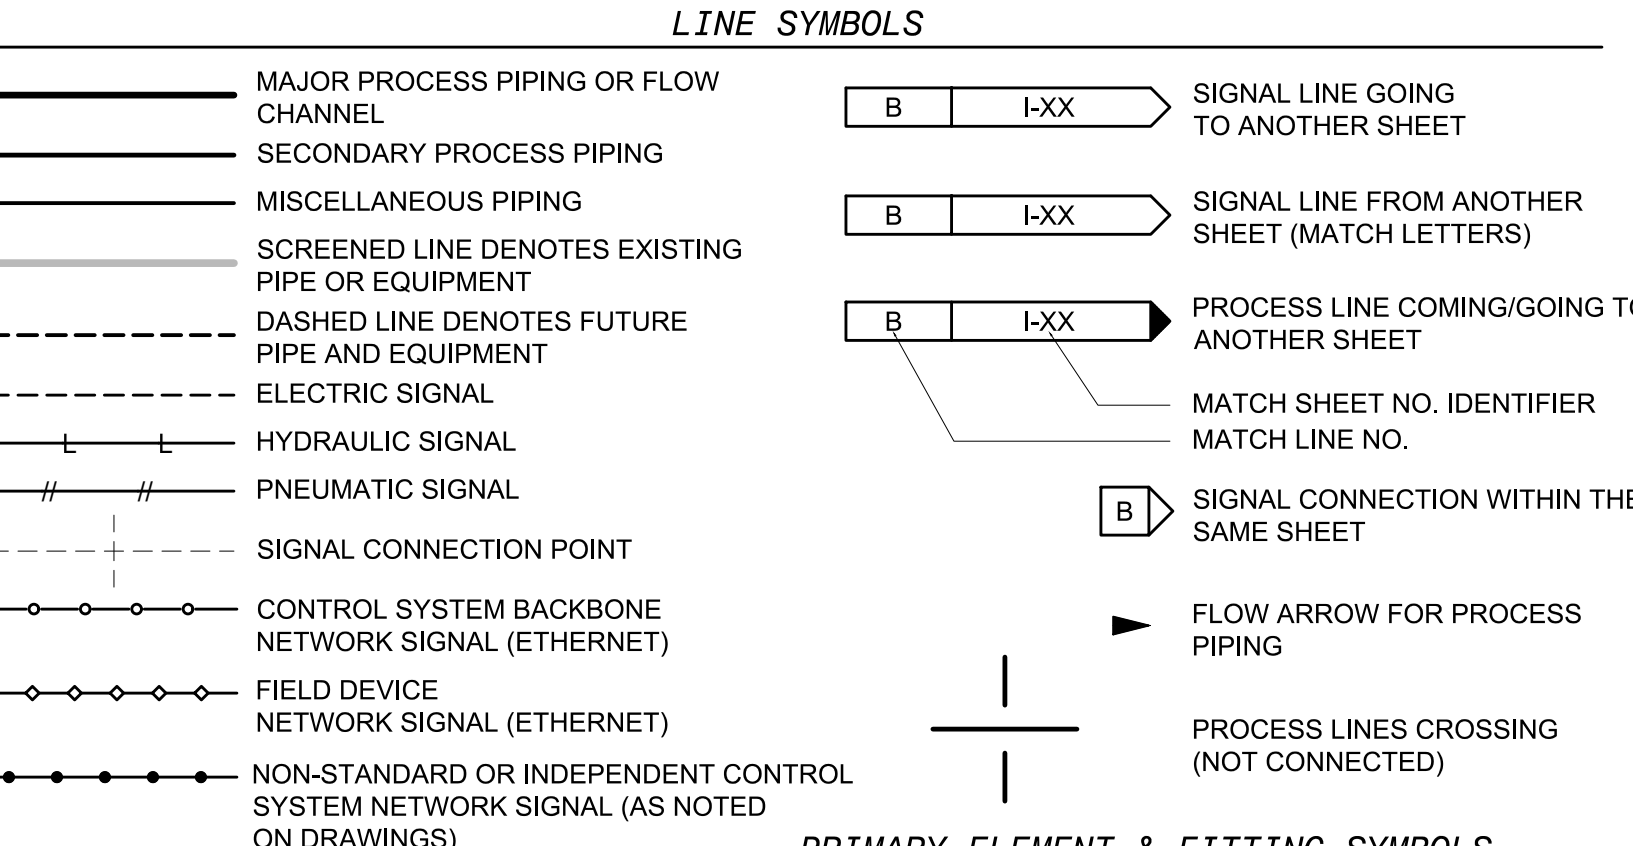 LINE SYMBOLS
MAJOR PROCESS PIPING OR FLOW
CHANNEL
SECONDARY PROCESS PIPING
MISCELLANEOUS PIPING
SCREENED LINE DENOTES EXISTING
PIPE OR EQUIPMENT
DASHED LINE DENOTES FUTURE
PIPE AND EQUIPMENT
ELECTRIC SIGNAL
L L HYDRAULIC SIGNAL
// // PNEUMATIC SIGNAL
SIGNAL CONNECTION POINT
CONTROL SYSTEM BACKBONE
NETWORK SIGNAL (ETHERNET)
FIELD DEVICE
NETWORK SIGNAL (ETHERNET)
NON-STANDARD OR INDEPENDENT CONTROL
SYSTEM NETWORK SIGNAL (AS NOTED
ON DRAWINGS)
B I-XX SIGNAL LINE GOING
TO ANOTHER SHEET
B I-XX SIGNAL LINE FROM ANOTHER
SHEET (MATCH LETTERS)
B I-XX PROCESS LINE COMING/GOING TO
ANOTHER SHEET
MATCH SHEET NO. IDENTIFIER
MATCH LINE NO.
B SIGNAL CONNECTION WITHIN THE
SAME SHEET
FLOW ARROW FOR PROCESS
PIPING
PROCESS LINES CROSSING
(NOT CONNECTED)
PRIMARY ELEMENT & FITTING SYMBOLS